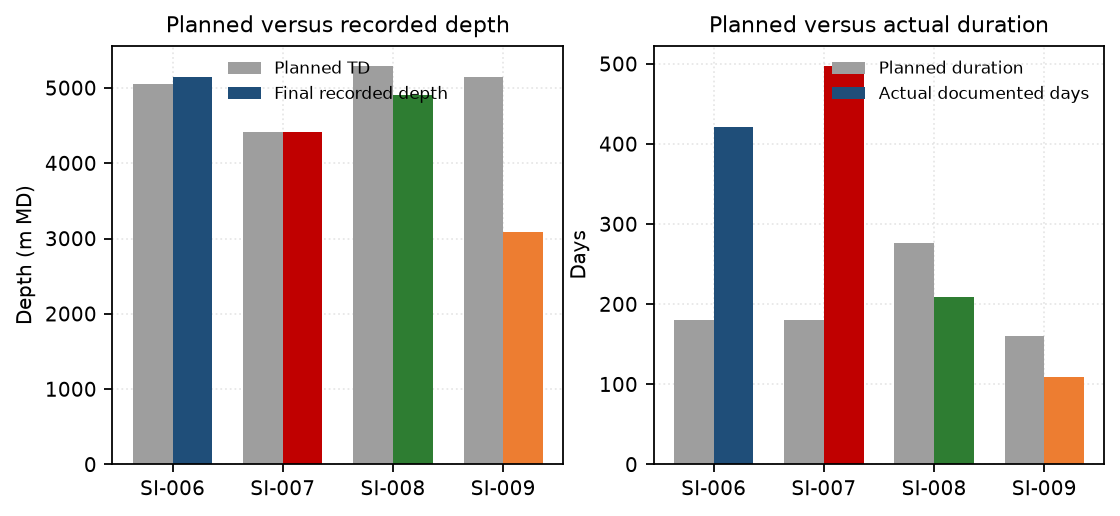 Planned versus recorded depth
Planned TD
Final recorded depth
Depth (m MD)
5000
4000
3000
2000
1000
0
SI-006 SI-007 SI-008 SI-009
Planned versus actual duration
Planned duration
Actual documented days
Days
500
400
300
200
100
0
SI-006 SI-007 SI-008 SI-009